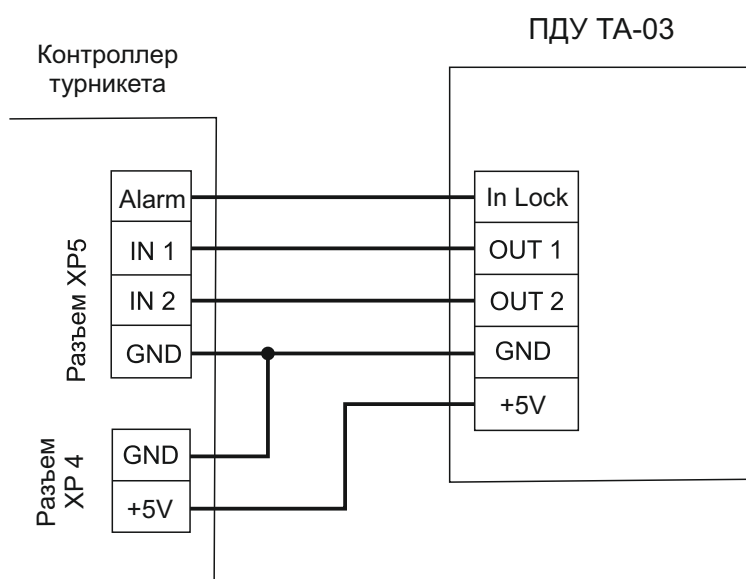 ПДУ ТА-03
Контроллер
турникета
Разъем XP5
Alarm
IN 1
IN 2
GND
Разъем
XP 4
GND
+5V
In Lock
OUT 1
OUT 2
GND
+5V